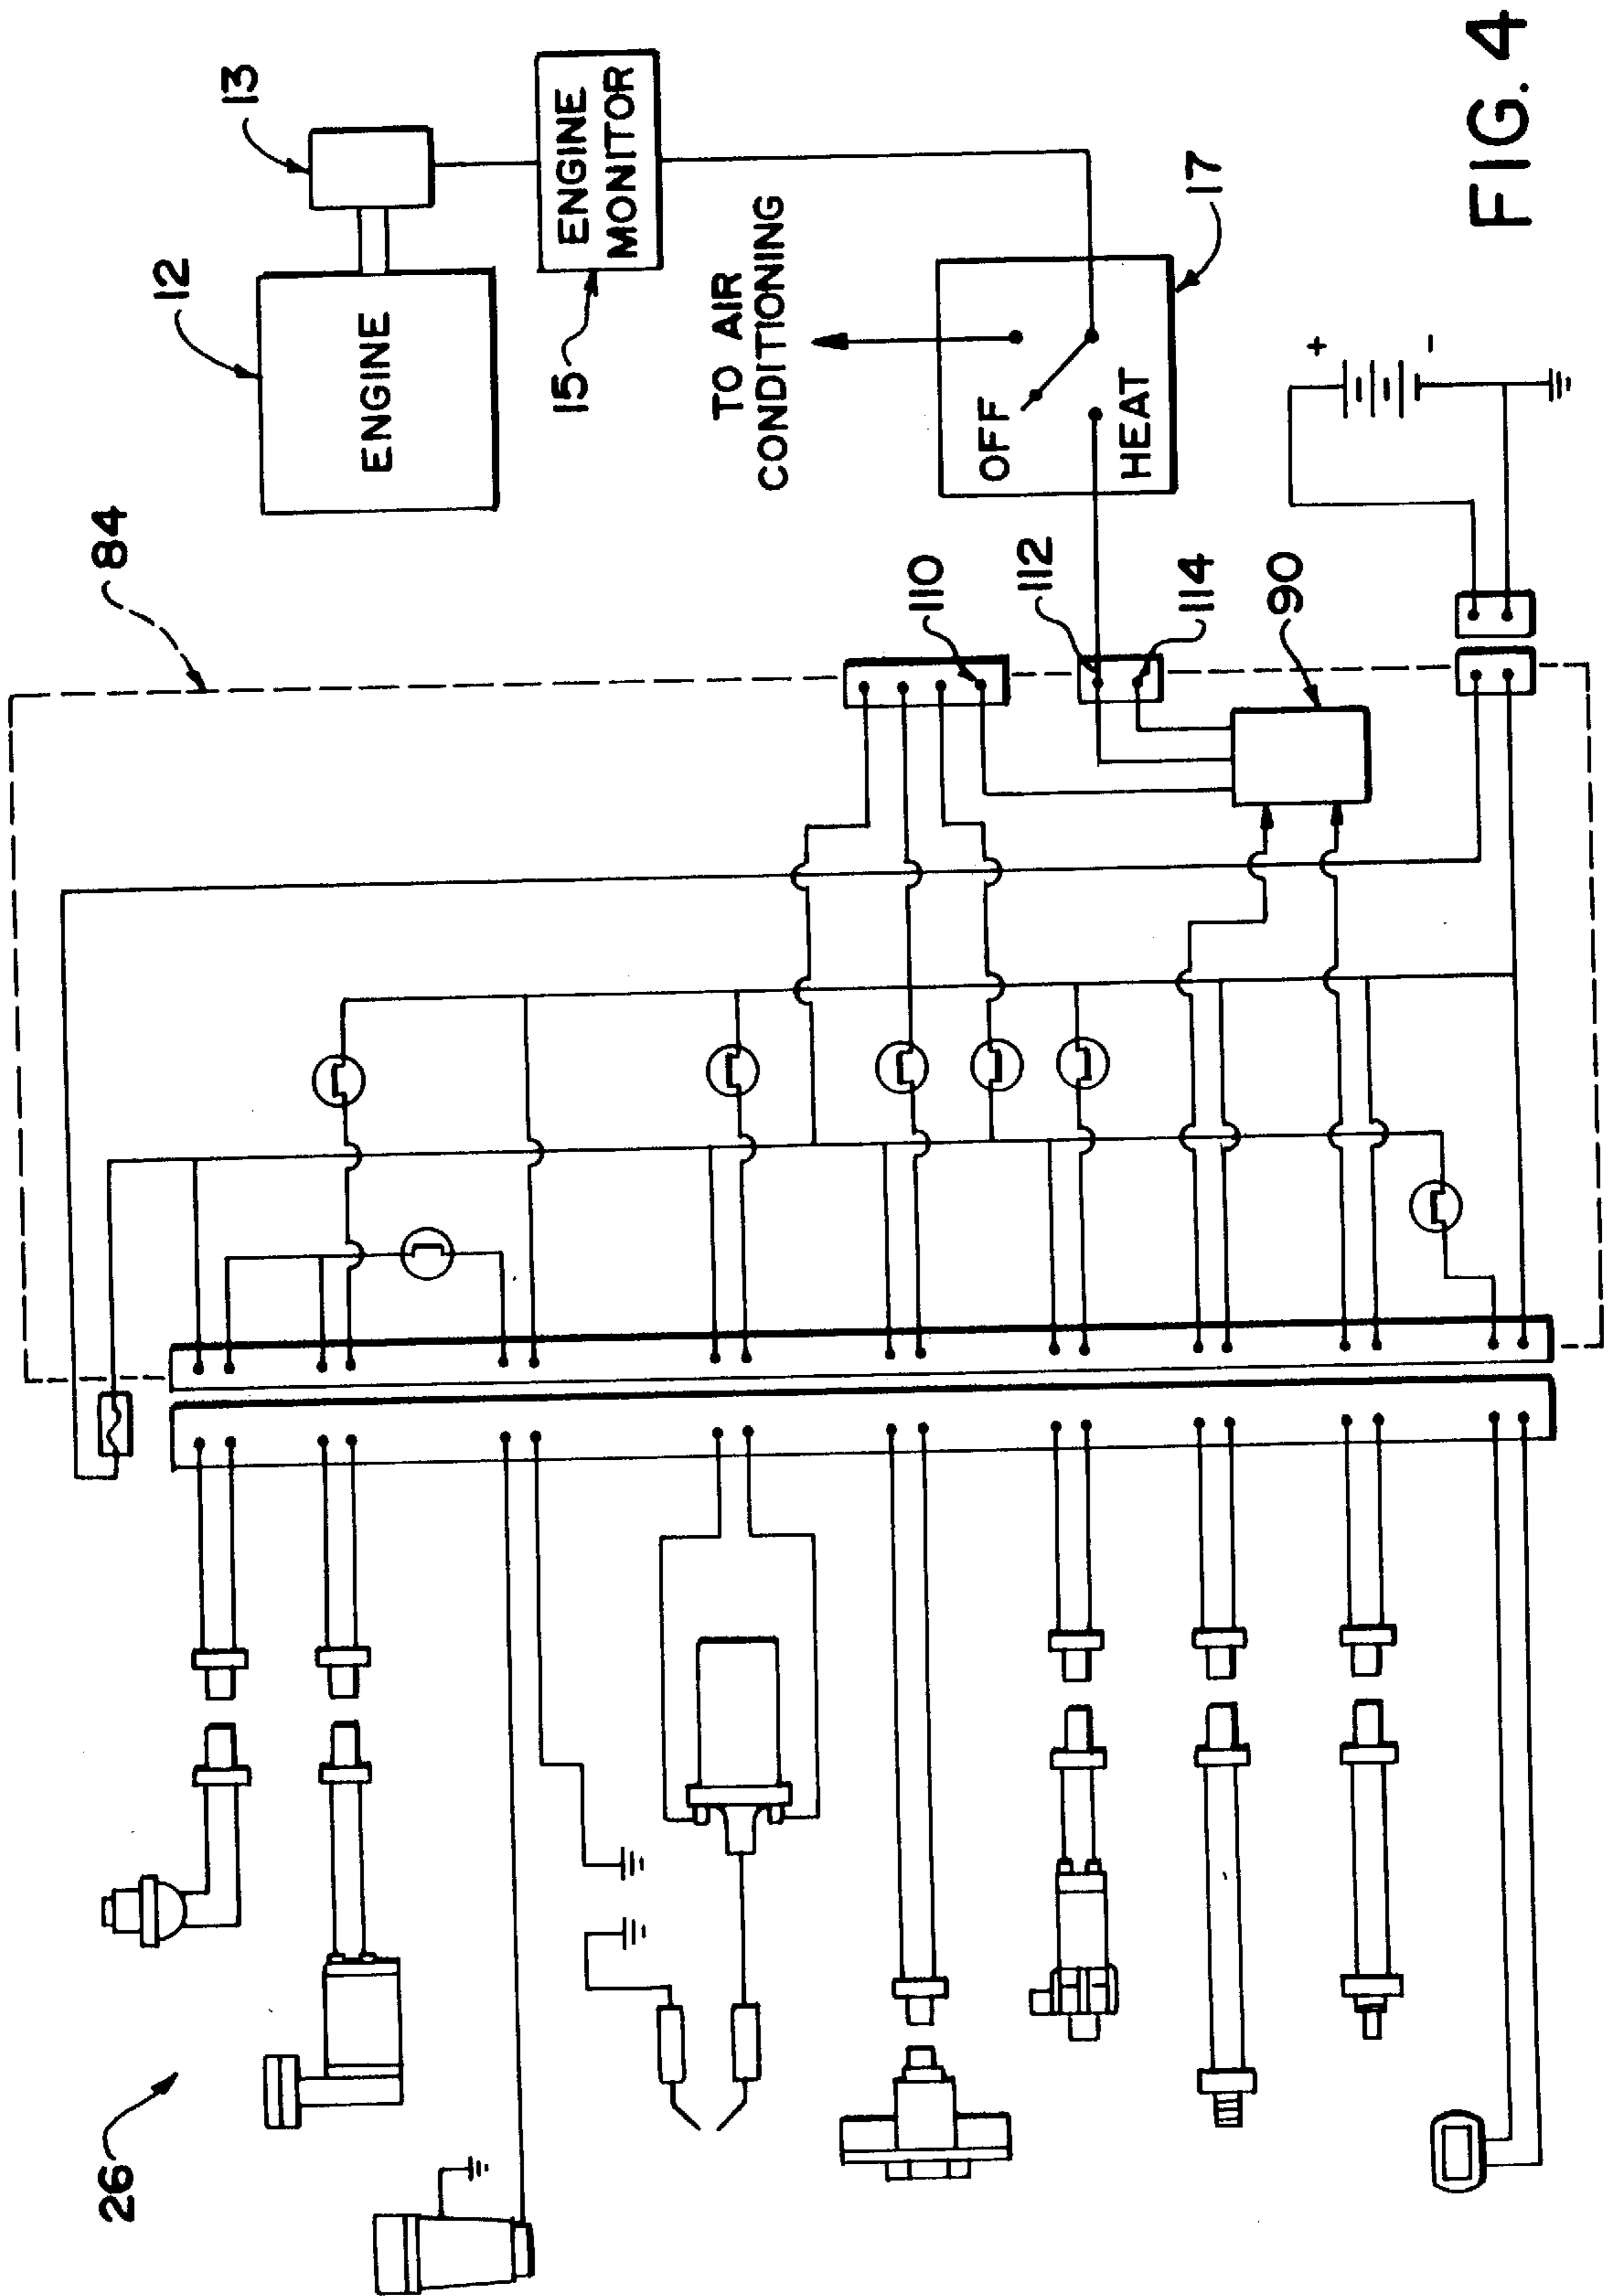 26
84
12
ENGINE
13
ENGINE
MONITOR
15
TO AIR
CONDITIONING
OFF
HEAT
17
110
112
114
90
+
-
FIG. 4